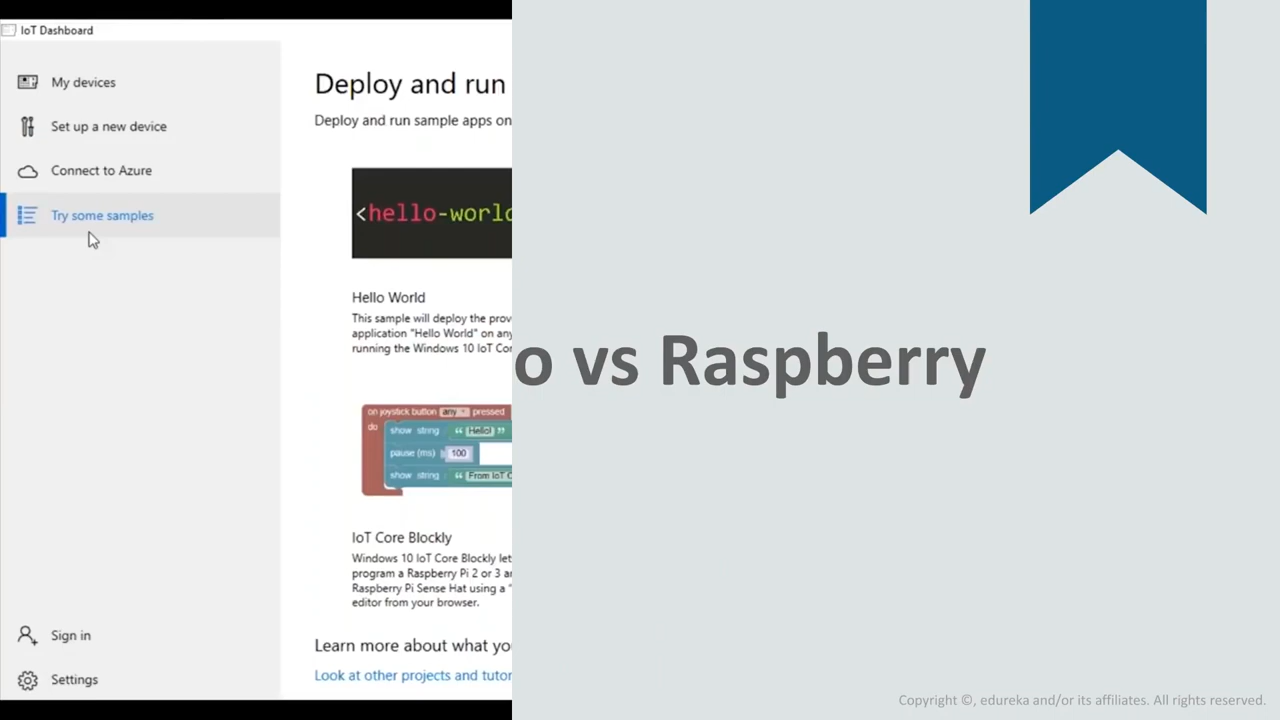 IoT Dashboard
My devices
Set up a new device
Connect to Azure
Try some samples
Sign in
Settings
Deploy and run
Deploy and run sample apps on
<hello-world
Hello World
This sample will deploy the prov
application "Hello World" on any
running the Windows 10 IoT Cor
on joystick button any pressed
do
show string “ Hello! ”
pause (ms) 100
show string “ From IoT C
IoT Core Blockly
Windows 10 IoT Core Blockly let
program a Raspberry Pi 2 or 3 ar
Raspberry Pi Sense Hat using a "
editor from your browser.
Learn more about what yo
Look at other projects and tutor
o vs Raspberry
Copyright ©, edureka and/or its affiliates. All rights reserved.